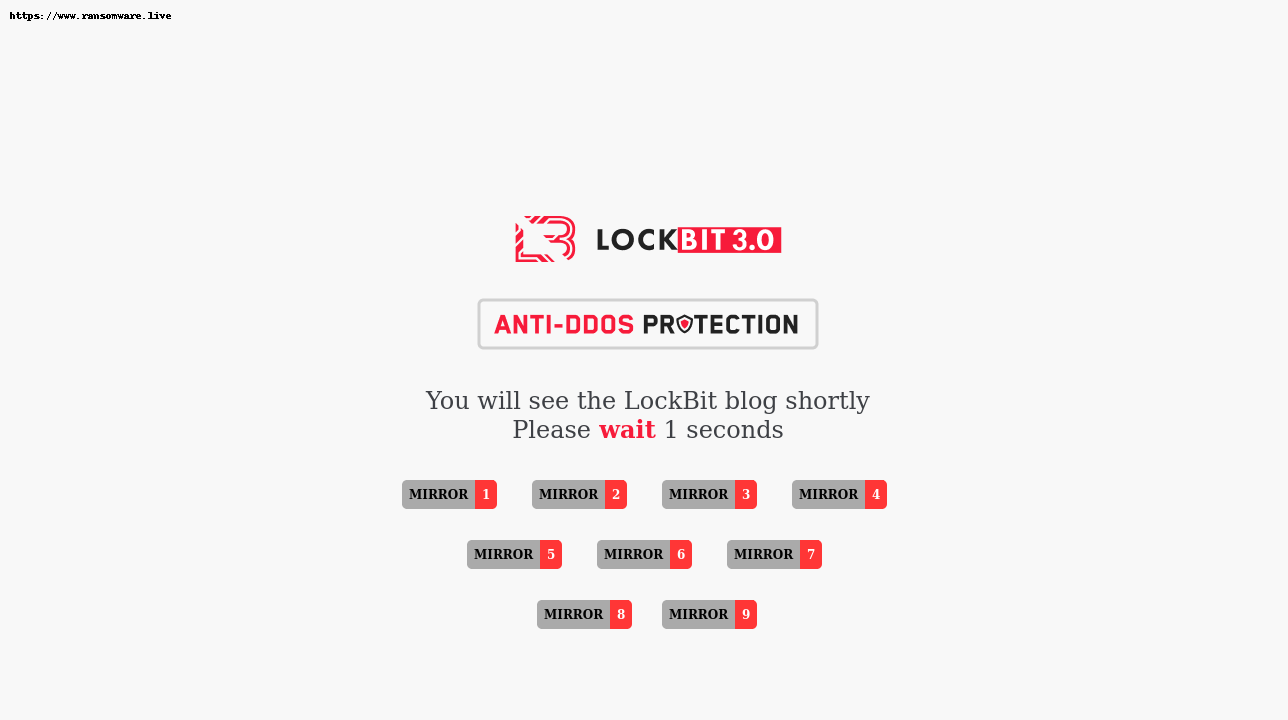 https://www.ransomware.live
LOCKBIT 3.0
ANTI-DDOS PROTECTION
You will see the LockBit blog shortly
Please wait 1 seconds
MIRROR 1 MIRROR 2 MIRROR 3 MIRROR 4
MIRROR 5 MIRROR 6 MIRROR 7
MIRROR 8 MIRROR 9